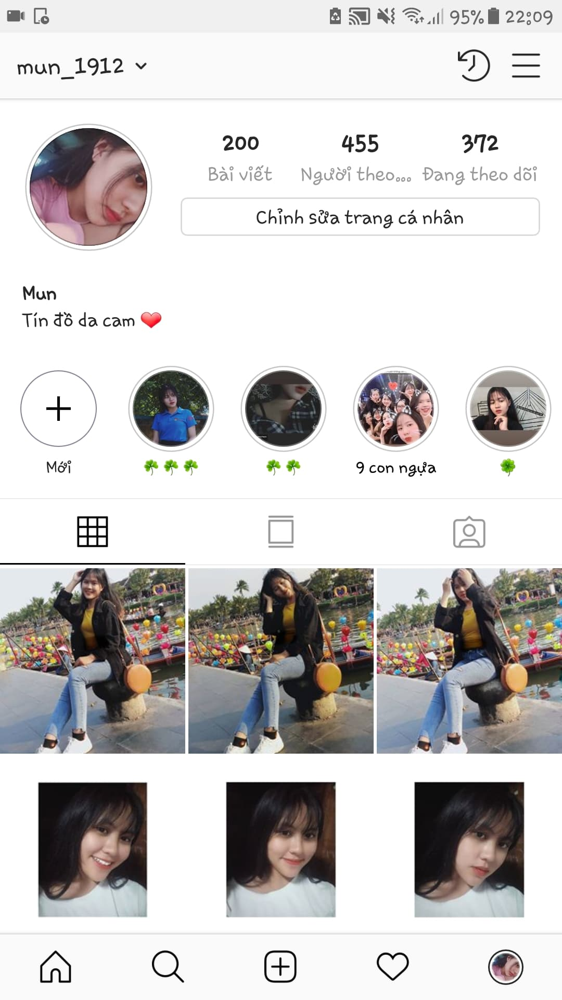 95% 22:09
mun_1912
200 455 372
Bài viết Người theo... Đang theo dõi
Chỉnh sửa trang cá nhân
Mun
Tín đồ da cam ❤️
Mới ☘️☘️☘️ ☘️☘️ 9 con ngựa 🍀